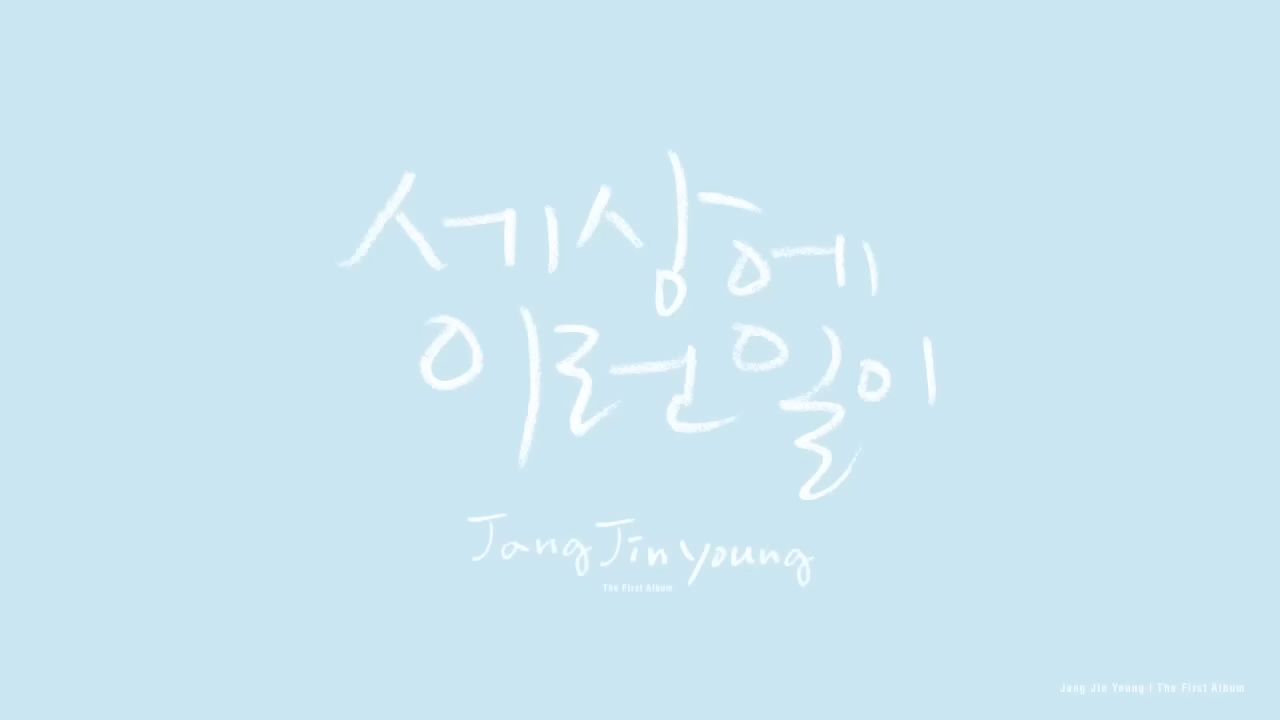 세상에
이런 일이
Jang Jin young
The First Album
Jang Jin Young | The First Album